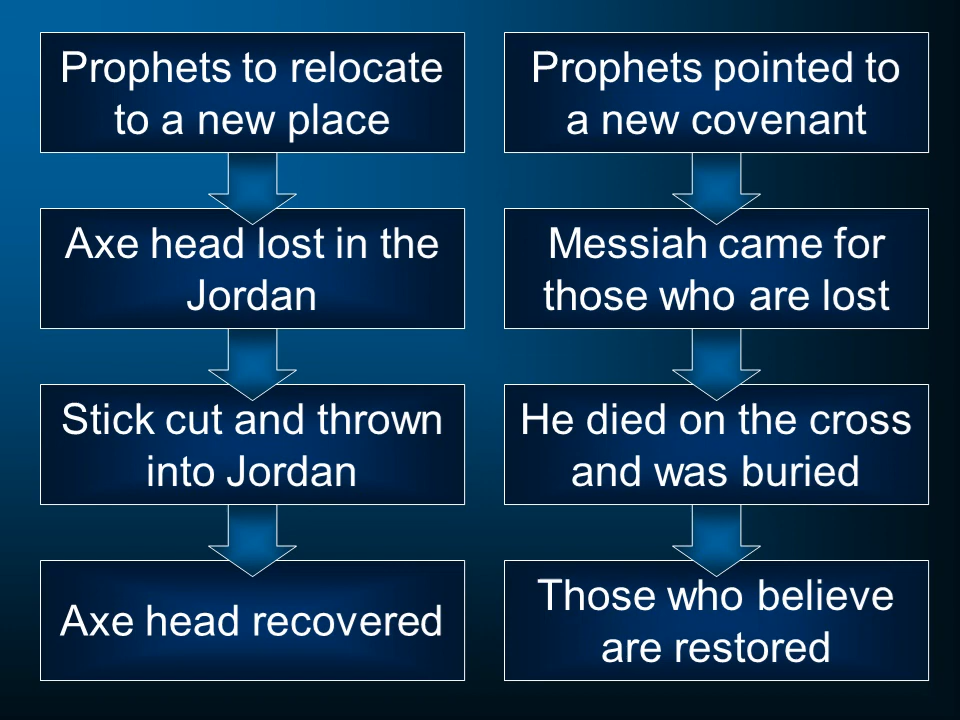 Prophets to relocate
to a new place
Axe head lost in the
Jordan
Stick cut and thrown
into Jordan
Axe head recovered
Prophets pointed to
a new covenant
Messiah came for
those who are lost
He died on the cross
and was buried
Those who believe
are restored